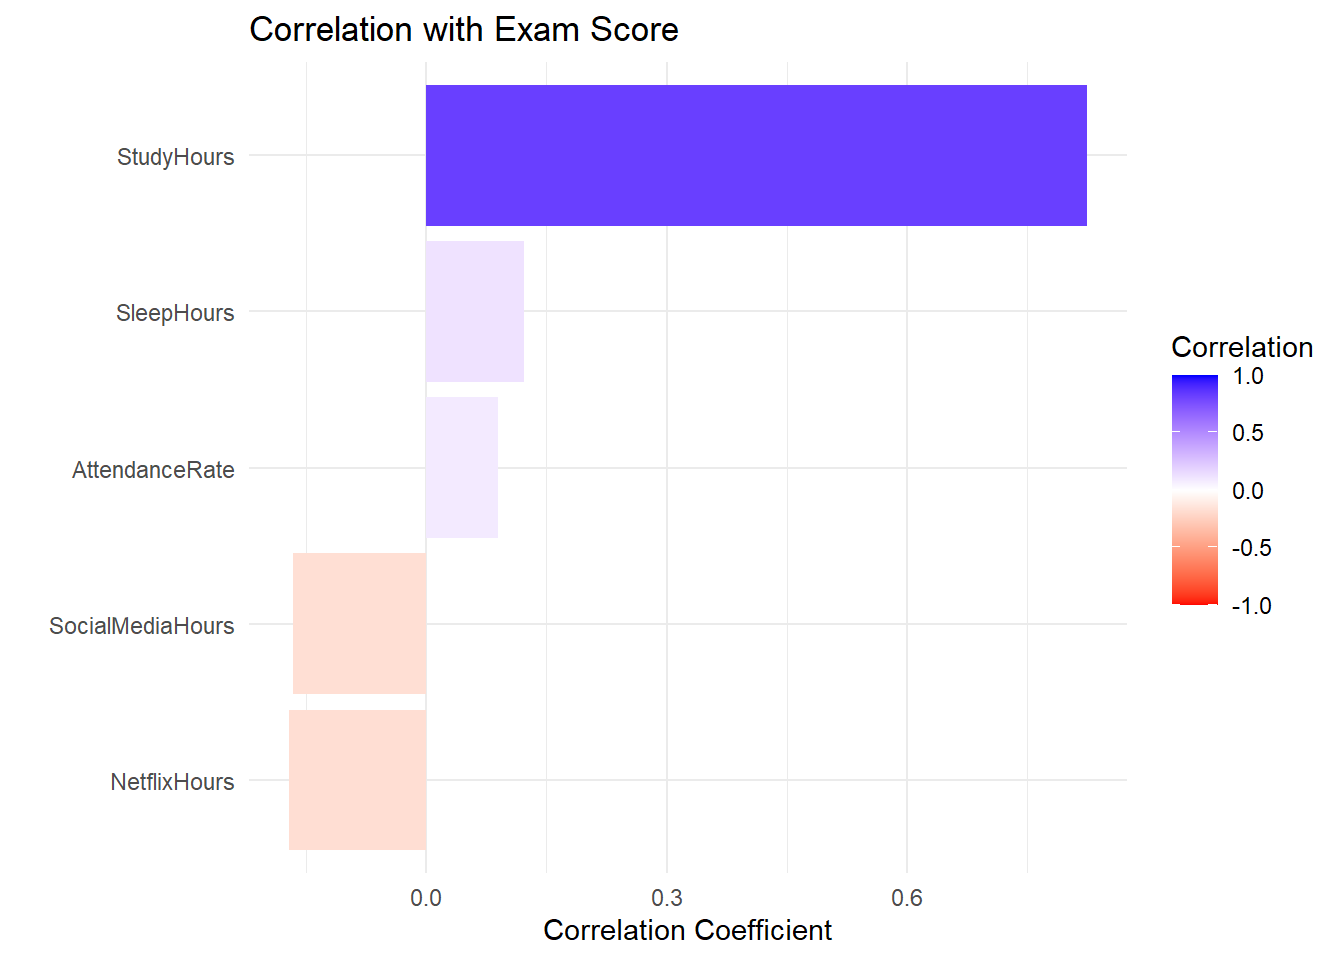 Correlation with Exam Score
StudyHours
SleepHours
AttendanceRate
SocialMediaHours
NetflixHours
0.0 0.3 0.6
Correlation Coefficient
Correlation
1.0
0.5
0.0
-0.5
-1.0